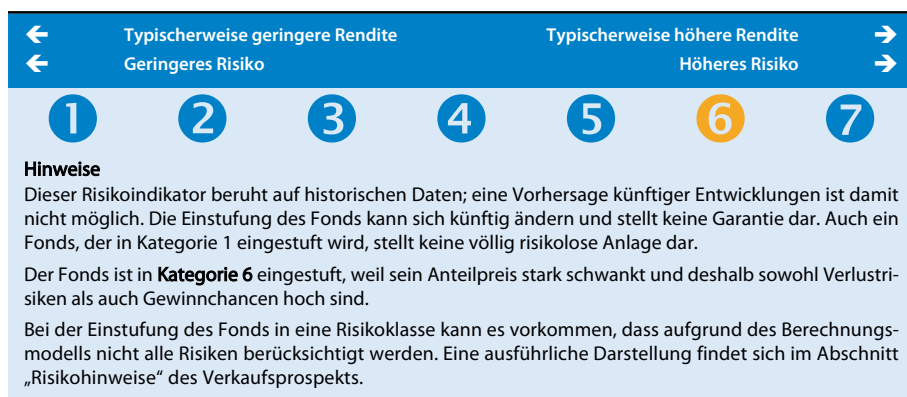 ← Typischerweise geringere Rendite Typischerweise höhere Rendite →
← Geringeres Risiko Höheres Risiko →
1 2 3 4 5 6 7
Hinweise
Dieser Risikoindikator beruht auf historischen Daten; eine Vorhersage künftiger Entwicklungen ist damit
nicht möglich. Die Einstufung des Fonds kann sich künftig ändern und stellt keine Garantie dar. Auch ein
Fonds, der in Kategorie 1 eingestuft wird, stellt keine völlig risikolose Anlage dar.
Der Fonds ist in Kategorie 6 eingestuft, weil sein Anteilpreis stark schwankt und deshalb sowohl Verlustri-
siken als auch Gewinnchancen hoch sind.
Bei der Einstufung des Fonds in eine Risikoklasse kann es vorkommen, dass aufgrund des Berechnungs-
modells nicht alle Risiken berücksichtigt werden. Eine ausführliche Darstellung findet sich im Abschnitt
„Risikohinweise“ des Verkaufsprospekts.